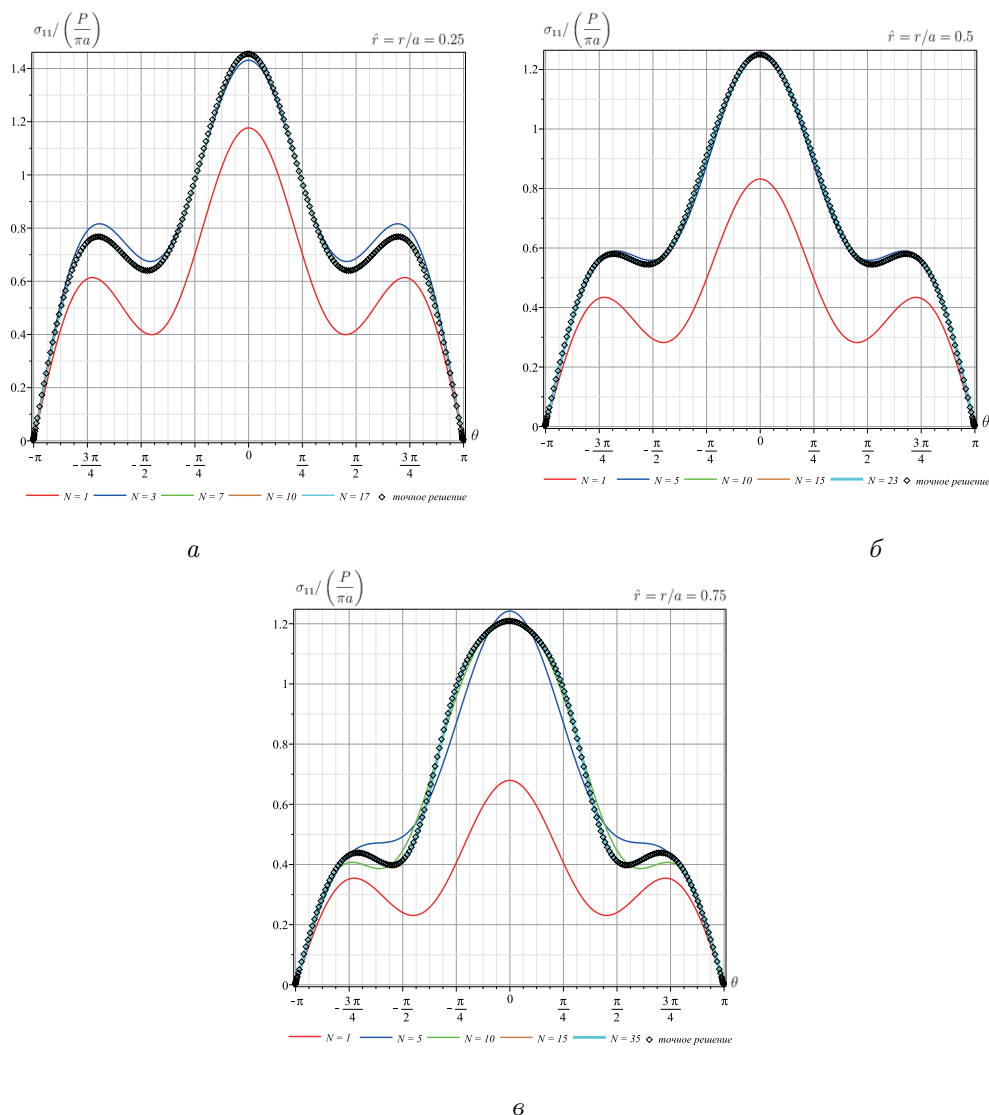 σ₁₁/(P/πa)
r̂ = r/a = 0.25
1.4
1.2
1
0.8
0.6
0.4
0.2
0
θ
-π -3π/4 -π/2 -π/4 0 π/4 π/2 3π/4 π
N = 1 N = 3 N = 7 N = 10 N = 17 точное решение
а
σ₁₁/(P/πa)
r̂ = r/a = 0.5
1.2
1
0.8
0.6
0.4
0.2
0
θ
-π -3π/4 -π/2 -π/4 0 π/4 π/2 3π/4 π
N = 1 N = 5 N = 10 N = 15 N = 23 точное решение
б
σ₁₁/(P/πa)
r̂ = r/a = 0.75
1.2
1
0.8
0.6
0.4
0.2
0
θ
-π -3π/4 -π/2 -π/4 0 π/4 π/2 3π/4 π
N = 1 N = 5 N = 10 N = 15 N = 35 точное решение
в